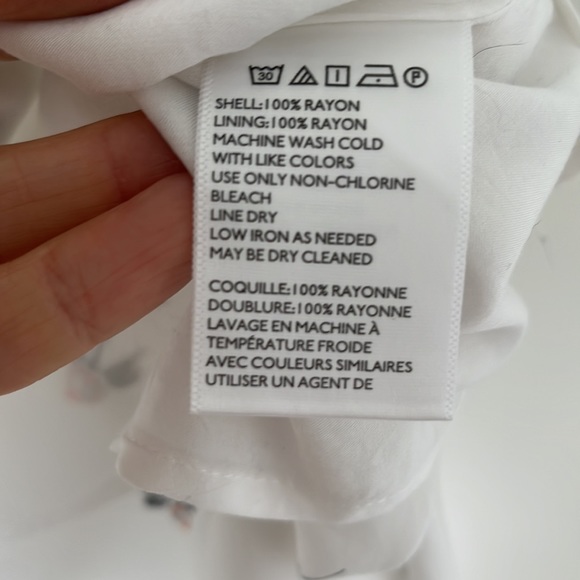 30 P
SHELL:100% RAYON
LINING:100% RAYON
MACHINE WASH COLD
WITH LIKE COLORS
USE ONLY NON-CHLORINE
BLEACH
LINE DRY
LOW IRON AS NEEDED
MAY BE DRY CLEANED
COQUILLE:100% RAYONNE
DOUBLURE:100% RAYONNE
LAVAGE EN MACHINE À
TEMPÉRATURE FROIDE
AVEC COULEURS SIMILAIRES
UTILISER UN AGENT DE